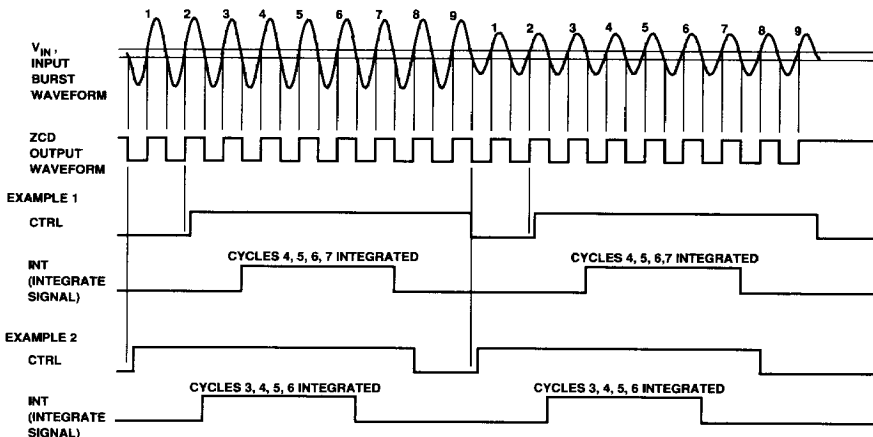 1 2 3 4 5 6 7 8 9 1 2 3 4 5 6 7 8 9
VIN ,
INPUT
BURST
WAVEFORM
ZCD
OUTPUT
WAVEFORM
EXAMPLE 1
CTRL
CYCLES 4, 5, 6, 7 INTEGRATED CYCLES 4, 5, 6,7 INTEGRATED
INT
(INTEGRATE
SIGNAL)
EXAMPLE 2
CTRL
CYCLES 3, 4, 5, 6 INTEGRATED CYCLES 3, 4, 5, 6 INTEGRATED
INT
(INTEGRATE
SIGNAL)